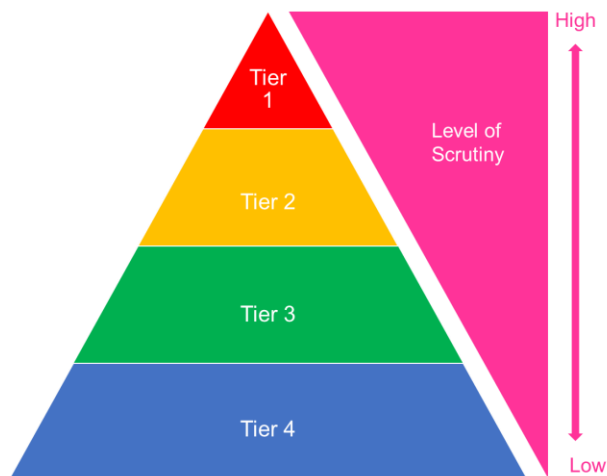 High
Tier
1
Level of
Scrutiny
Tier 2
Tier 3
Tier 4
Low